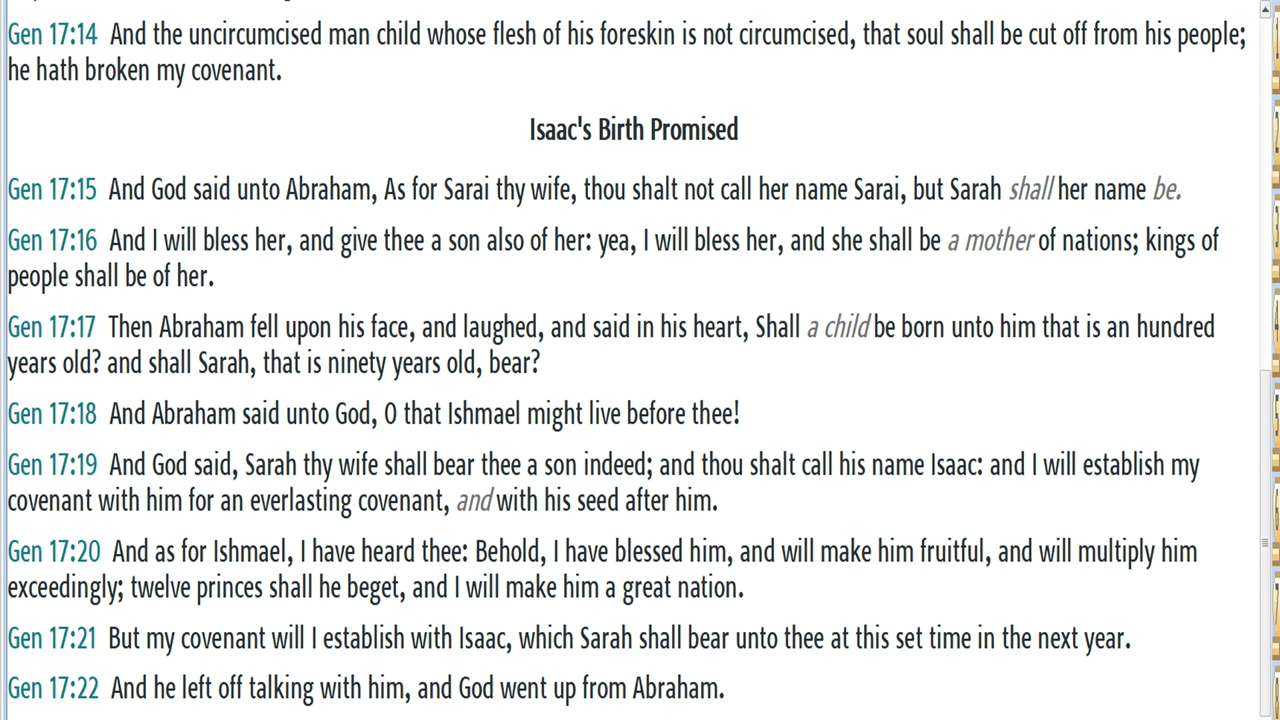 Gen 17:14 And the uncircumcised man child whose flesh of his foreskin is not circumcised, that soul shall be cut off from his people;
he hath broken my covenant.
Isaac's Birth Promised
Gen 17:15 And God said unto Abraham, As for Sarai thy wife, thou shalt not call her name Sarai, but Sarah shall her name be.
Gen 17:16 And I will bless her, and give thee a son also of her: yea, I will bless her, and she shall be a mother of nations; kings of
people shall be of her.
Gen 17:17 Then Abraham fell upon his face, and laughed, and said in his heart, Shall a child be born unto him that is an hundred
years old? and shall Sarah, that is ninety years old, bear?
Gen 17:18 And Abraham said unto God, O that Ishmael might live before thee!
Gen 17:19 And God said, Sarah thy wife shall bear thee a son indeed; and thou shalt call his name Isaac: and I will establish my
covenant with him for an everlasting covenant, and with his seed after him.
Gen 17:20 And as for Ishmael, I have heard thee: Behold, I have blessed him, and will make him fruitful, and will multiply him
exceedingly; twelve princes shall he beget, and I will make him a great nation.
Gen 17:21 But my covenant will I establish with Isaac, which Sarah shall bear unto thee at this set time in the next year.
Gen 17:22 And he left off talking with him, and God went up from Abraham.